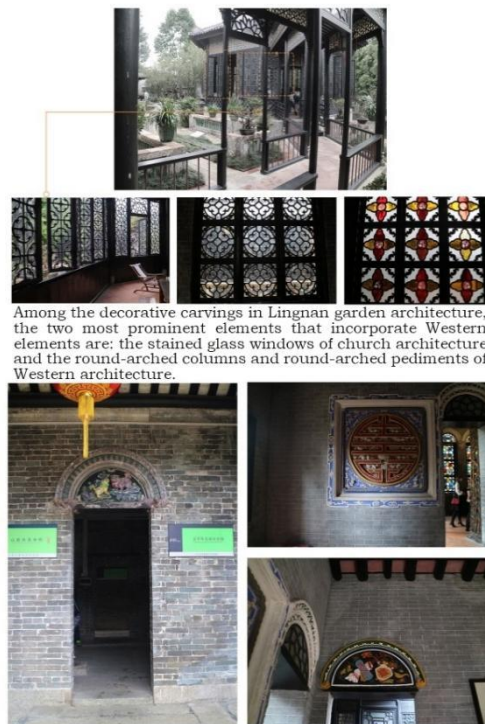 Among the decorative carvings in Lingnan garden architecture,
the two most prominent elements that incorporate Western
elements are: the stained glass windows of church architecture
and the round-arched columns and round-arched pediments of
Western architecture.